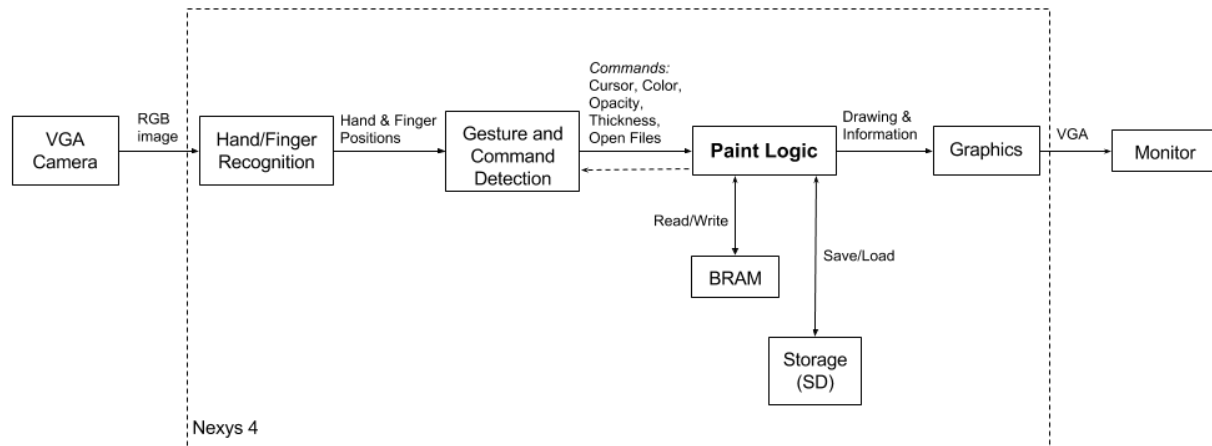 VGA
Camera
RGB
image
Hand/Finger
Recognition
Hand & Finger
Positions
Gesture and
Command
Detection
Commands:
Cursor, Color,
Opacity,
Thickness,
Open Files
Paint Logic
Drawing &
Information
Graphics
VGA
Monitor
Read/Write
BRAM
Save/Load
Storage
(SD)
Nexys 4